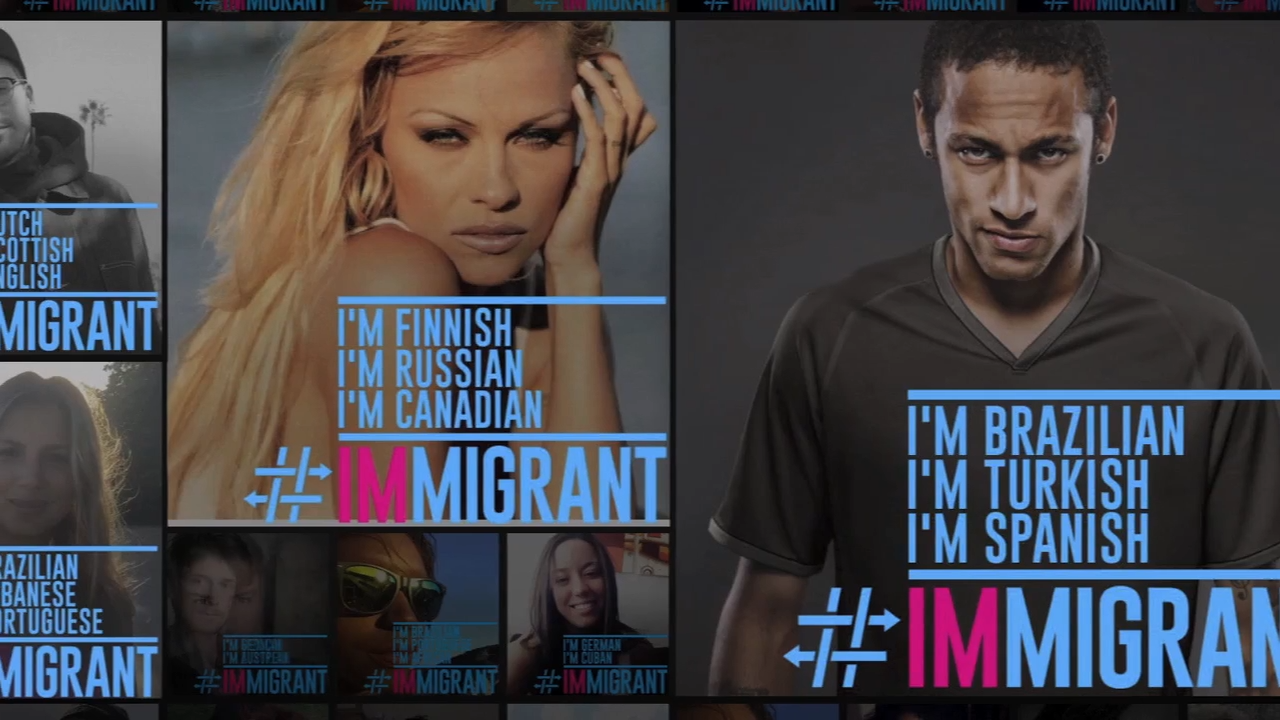 #IMMIGRANT
UTCH
COTTISH
NGLISH
MIGRANT
I'M FINNISH
I'M RUSSIAN
I'M CANADIAN
#IMMIGRANT
I'M BRAZILIAN
I'M TURKISH
I'M SPANISH
#IMMIGRAN
RAZILIAN
BANESE
ORTUGUESE
MIGRANT
#IMMIGRANT
#IMMIGRANT
I'M GERMAN
I'M CUBAN
#IMMIGRANT